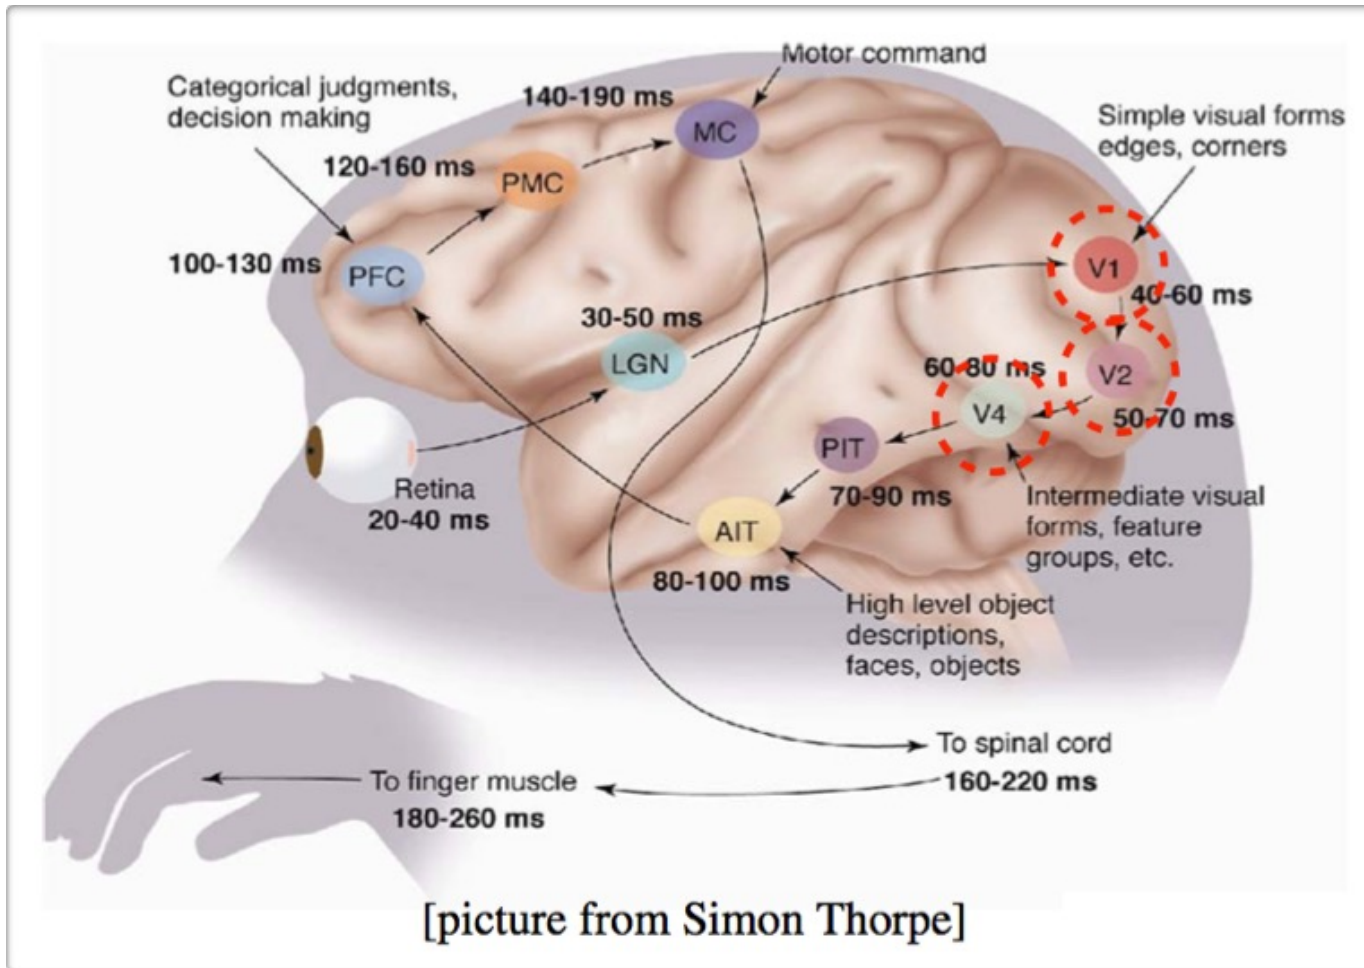 Motor command
Categorical judgments,
decision making
140-190 ms
MC
Simple visual forms
edges, corners
120-160 ms
PMC
100-130 ms
PFC
V1
40-60 ms
30-50 ms
LGN
60-80 ms
V2
V4
50-70 ms
PIT
Retina
20-40 ms
70-90 ms
Intermediate visual
forms, feature
groups, etc.
AIT
80-100 ms
High level object
descriptions,
faces, objects
To spinal cord
160-220 ms
To finger muscle
180-260 ms
[picture from Simon Thorpe]